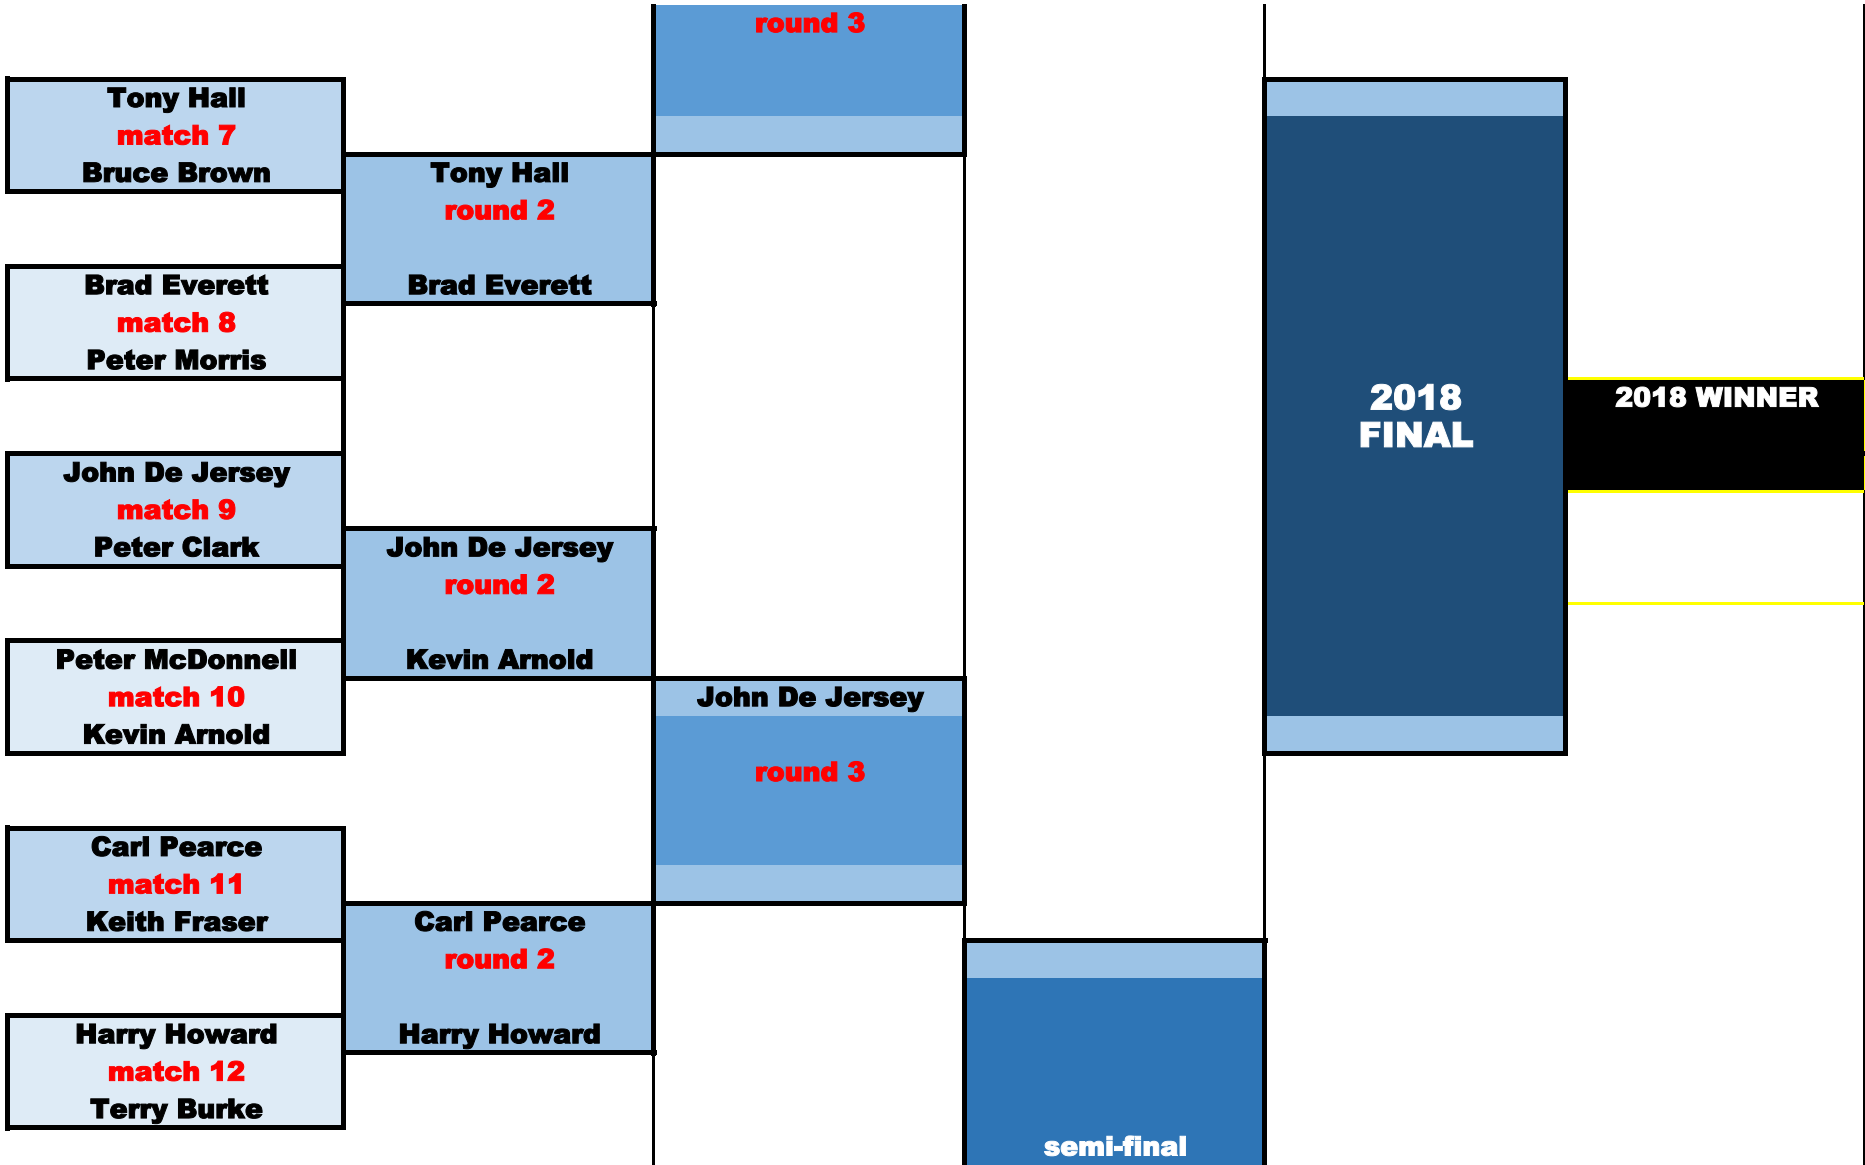 round 3
Tony Hall
match 7
Bruce Brown
Tony Hall
round 2
Brad Everett
Brad Everett
match 8
Peter Morris
2018
FINAL
2018 WINNER
John De Jersey
match 9
Peter Clark
John De Jersey
round 2
Kevin Arnold
Peter McDonnell
match 10
Kevin Arnold
John De Jersey
round 3
Carl Pearce
match 11
Keith Fraser
Carl Pearce
round 2
Harry Howard
Harry Howard
match 12
Terry Burke
semi-final